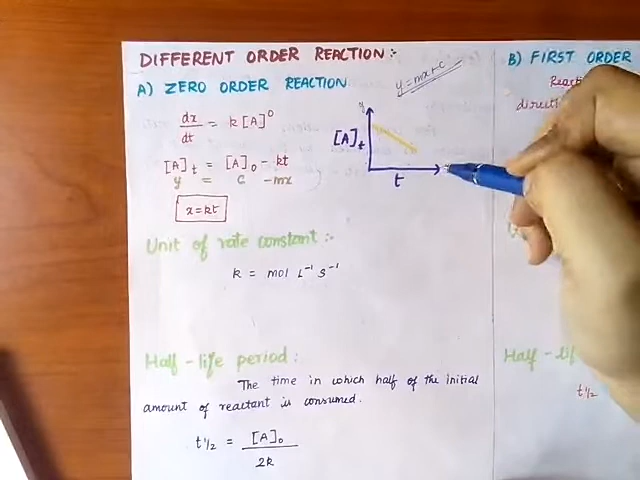 DIFFERENT ORDER REACTION :-
A) ZERO ORDER REACTION
y = mx + c
dx/dt = k [A]⁰
[A]t = [A]₀ - kt
y = c - mx
x = kt
y
[A]t
t
Unit of rate constant :-
k = mol L⁻¹ s⁻¹
Half - life period :
The time in which half of the initial
amount of reactant is consumed.
t½ = [A]₀ / 2k
B) FIRST ORDER
Half - li
t½